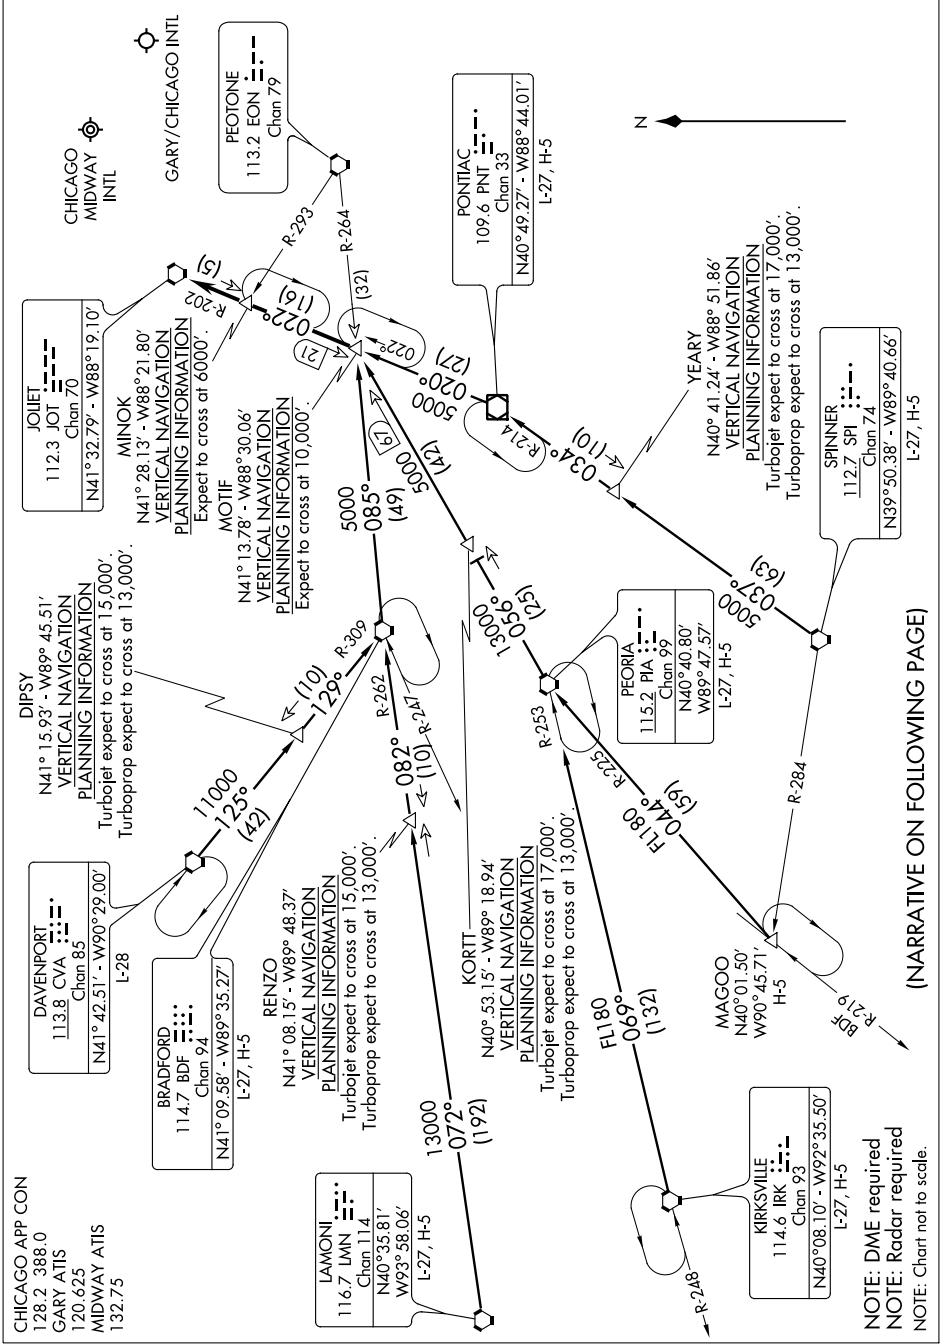 CHICAGO APP CON
128.2 388.0
GARY ATIS
120.625
MIDWAY ATIS
132.75
DAVENPORT
113.8 CVA
Chan 85
N41°42.51' - W90°29.00'
L-28
DIPSY
N41°15.93' - W89°45.51'
VERTICAL NAVIGATION
PLANNING INFORMATION
Turbojet expect to cross at 15,000'.
Turboprop expect to cross at 13,000'.
JOLIET
112.3 JOT
Chan 70
N41°32.79' - W88°19.10'
MINOK
N41°28.13' - W88°21.80'
VERTICAL NAVIGATION
PLANNING INFORMATION
Expect to cross at 6000'.
MOTIF
N41°13.78' - W88°30.06'
VERTICAL NAVIGATION
PLANNING INFORMATION
Expect to cross at 10,000'.
CHICAGO
MIDWAY
INTL
GARY/CHICAGO INTL
PEOTONE
113.2 EON
Chan 79
R-293
R-264
(32)
R-202
(5)
022°
(16)
21
022°
11000
125°
(42)
(10)
129°
R-309
BRADFORD
114.7 BDF
Chan 94
N41°09.58' - W89°35.27'
L-27, H-5
RENZO
N41°08.15' - W89°48.37'
VERTICAL NAVIGATION
PLANNING INFORMATION
Turbojet expect to cross at 15,000'.
Turboprop expect to cross at 13,000'.
R-262
082°
(10)
R-247
5000
085°
(49)
67
5000
(42)
5000
020°
(27)
PONTIAC
109.6 PNT
Chan 33
N40°49.27' - W88°44.01'
L-27, H-5
R-214
034°
(10)
N
LAMONI
116.7 LMN
Chan 114
N40°35.81'
W93°58.06'
L-27, H-5
13000
072°
(192)
KORTT
N40°.53.15' - W89°18.94'
VERTICAL NAVIGATION
PLANNING INFORMATION
Turbojet expect to cross at 17,000'.
Turboprop expect to cross at 13,000'.
13000
056°
(25)
R-253
R-225
PEORIA
115.2 PIA
Chan 99
N40°40.80'
W89°47.57'
L-27, H-5
YEARY
N40°41.24' - W88°51.86'
VERTICAL NAVIGATION
PLANNING INFORMATION
Turbojet expect to cross at 17,000'.
Turboprop expect to cross at 13,000'.
FL180
069°
(132)
FL180
044°
(59)
5000
037°
(63)
SPINNER
112.7 SPI
Chan 74
N39°50.38' - W89°40.66'
L-27, H-5
R-284
MAGOO
N40°01.50'
W90°45.71'
H-5
BDF
R-219
R-248
KIRKSVILLE
114.6 IRK
Chan 93
N40°08.10' - W92°35.50'
L-27, H-5
NOTE: DME required
NOTE: Radar required
NOTE: Chart not to scale.
(NARRATIVE ON FOLLOWING PAGE)